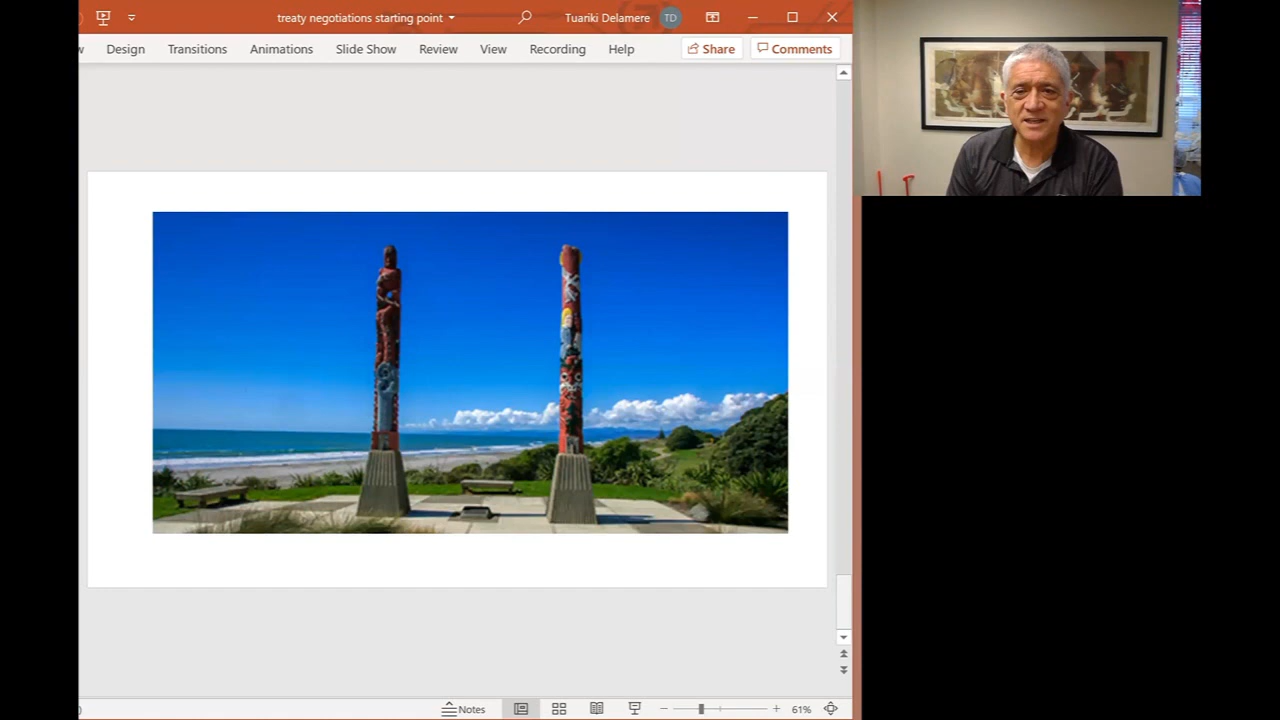 treaty negotiations starting point
Tuariki Delamere
TD
Design
Transitions
Animations
Slide Show
Review
View
Recording
Help
Share
Comments
Notes
61%